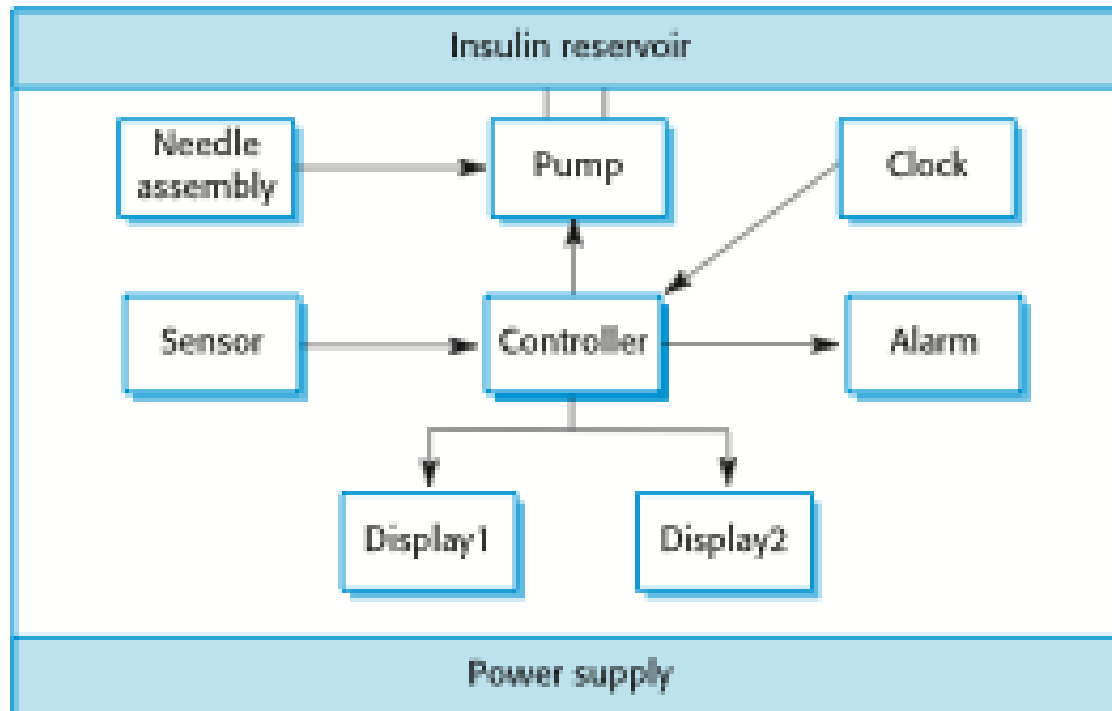 Insulin reservoir
Needle
assembly
Pump
Clock
Sensor
Controller
Alarm
Display1
Display2
Power supply